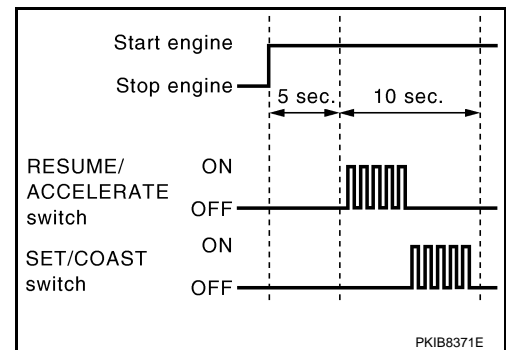 Start engine
Stop engine
5 sec. 10 sec.
RESUME/ ON
ACCELERATE
switch OFF
ON
SET/COAST
switch OFF
PKIB8371E